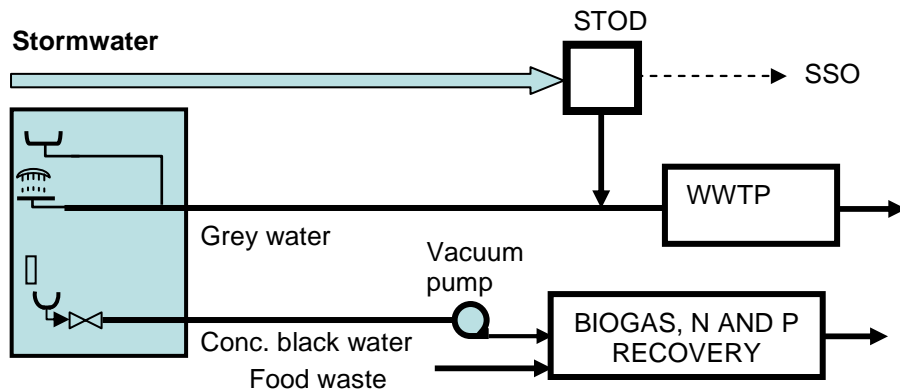 STOD
Stormwater
SSO
WWTP
Grey water
Vacuum
pump
BIOGAS, N AND P
RECOVERY
Conc. black water
Food waste